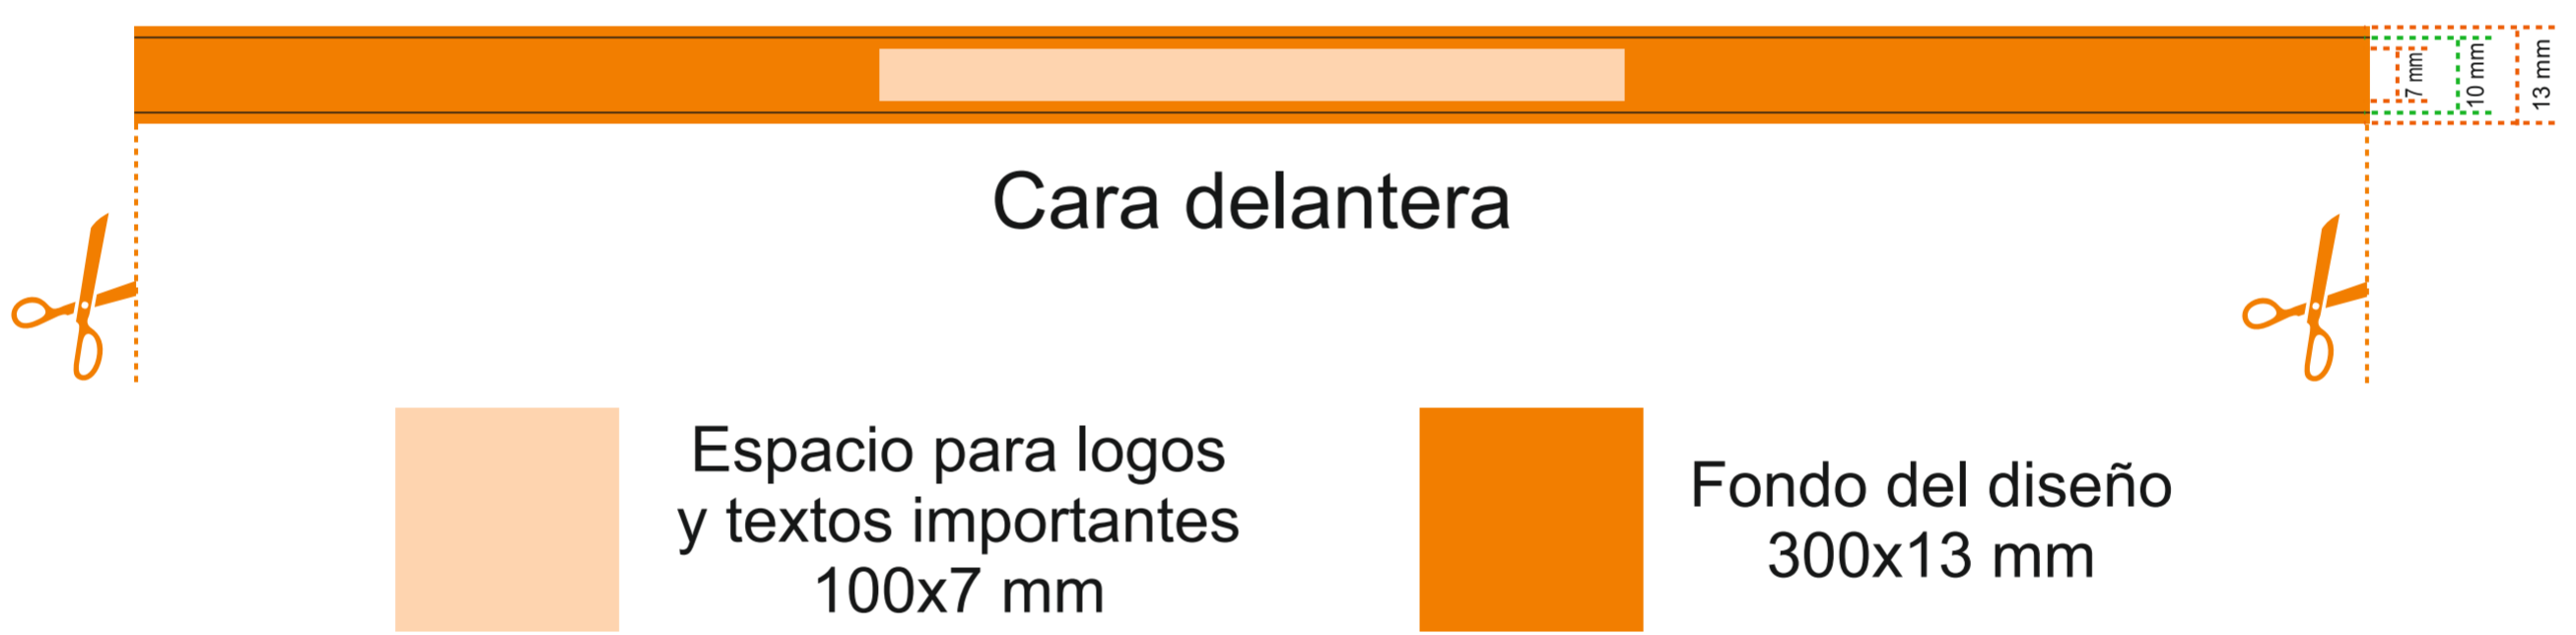 7 mm
10 mm
13 mm
Cara delantera
Espacio para logos
y textos importantes
100x7 mm
Fondo del diseño
300x13 mm